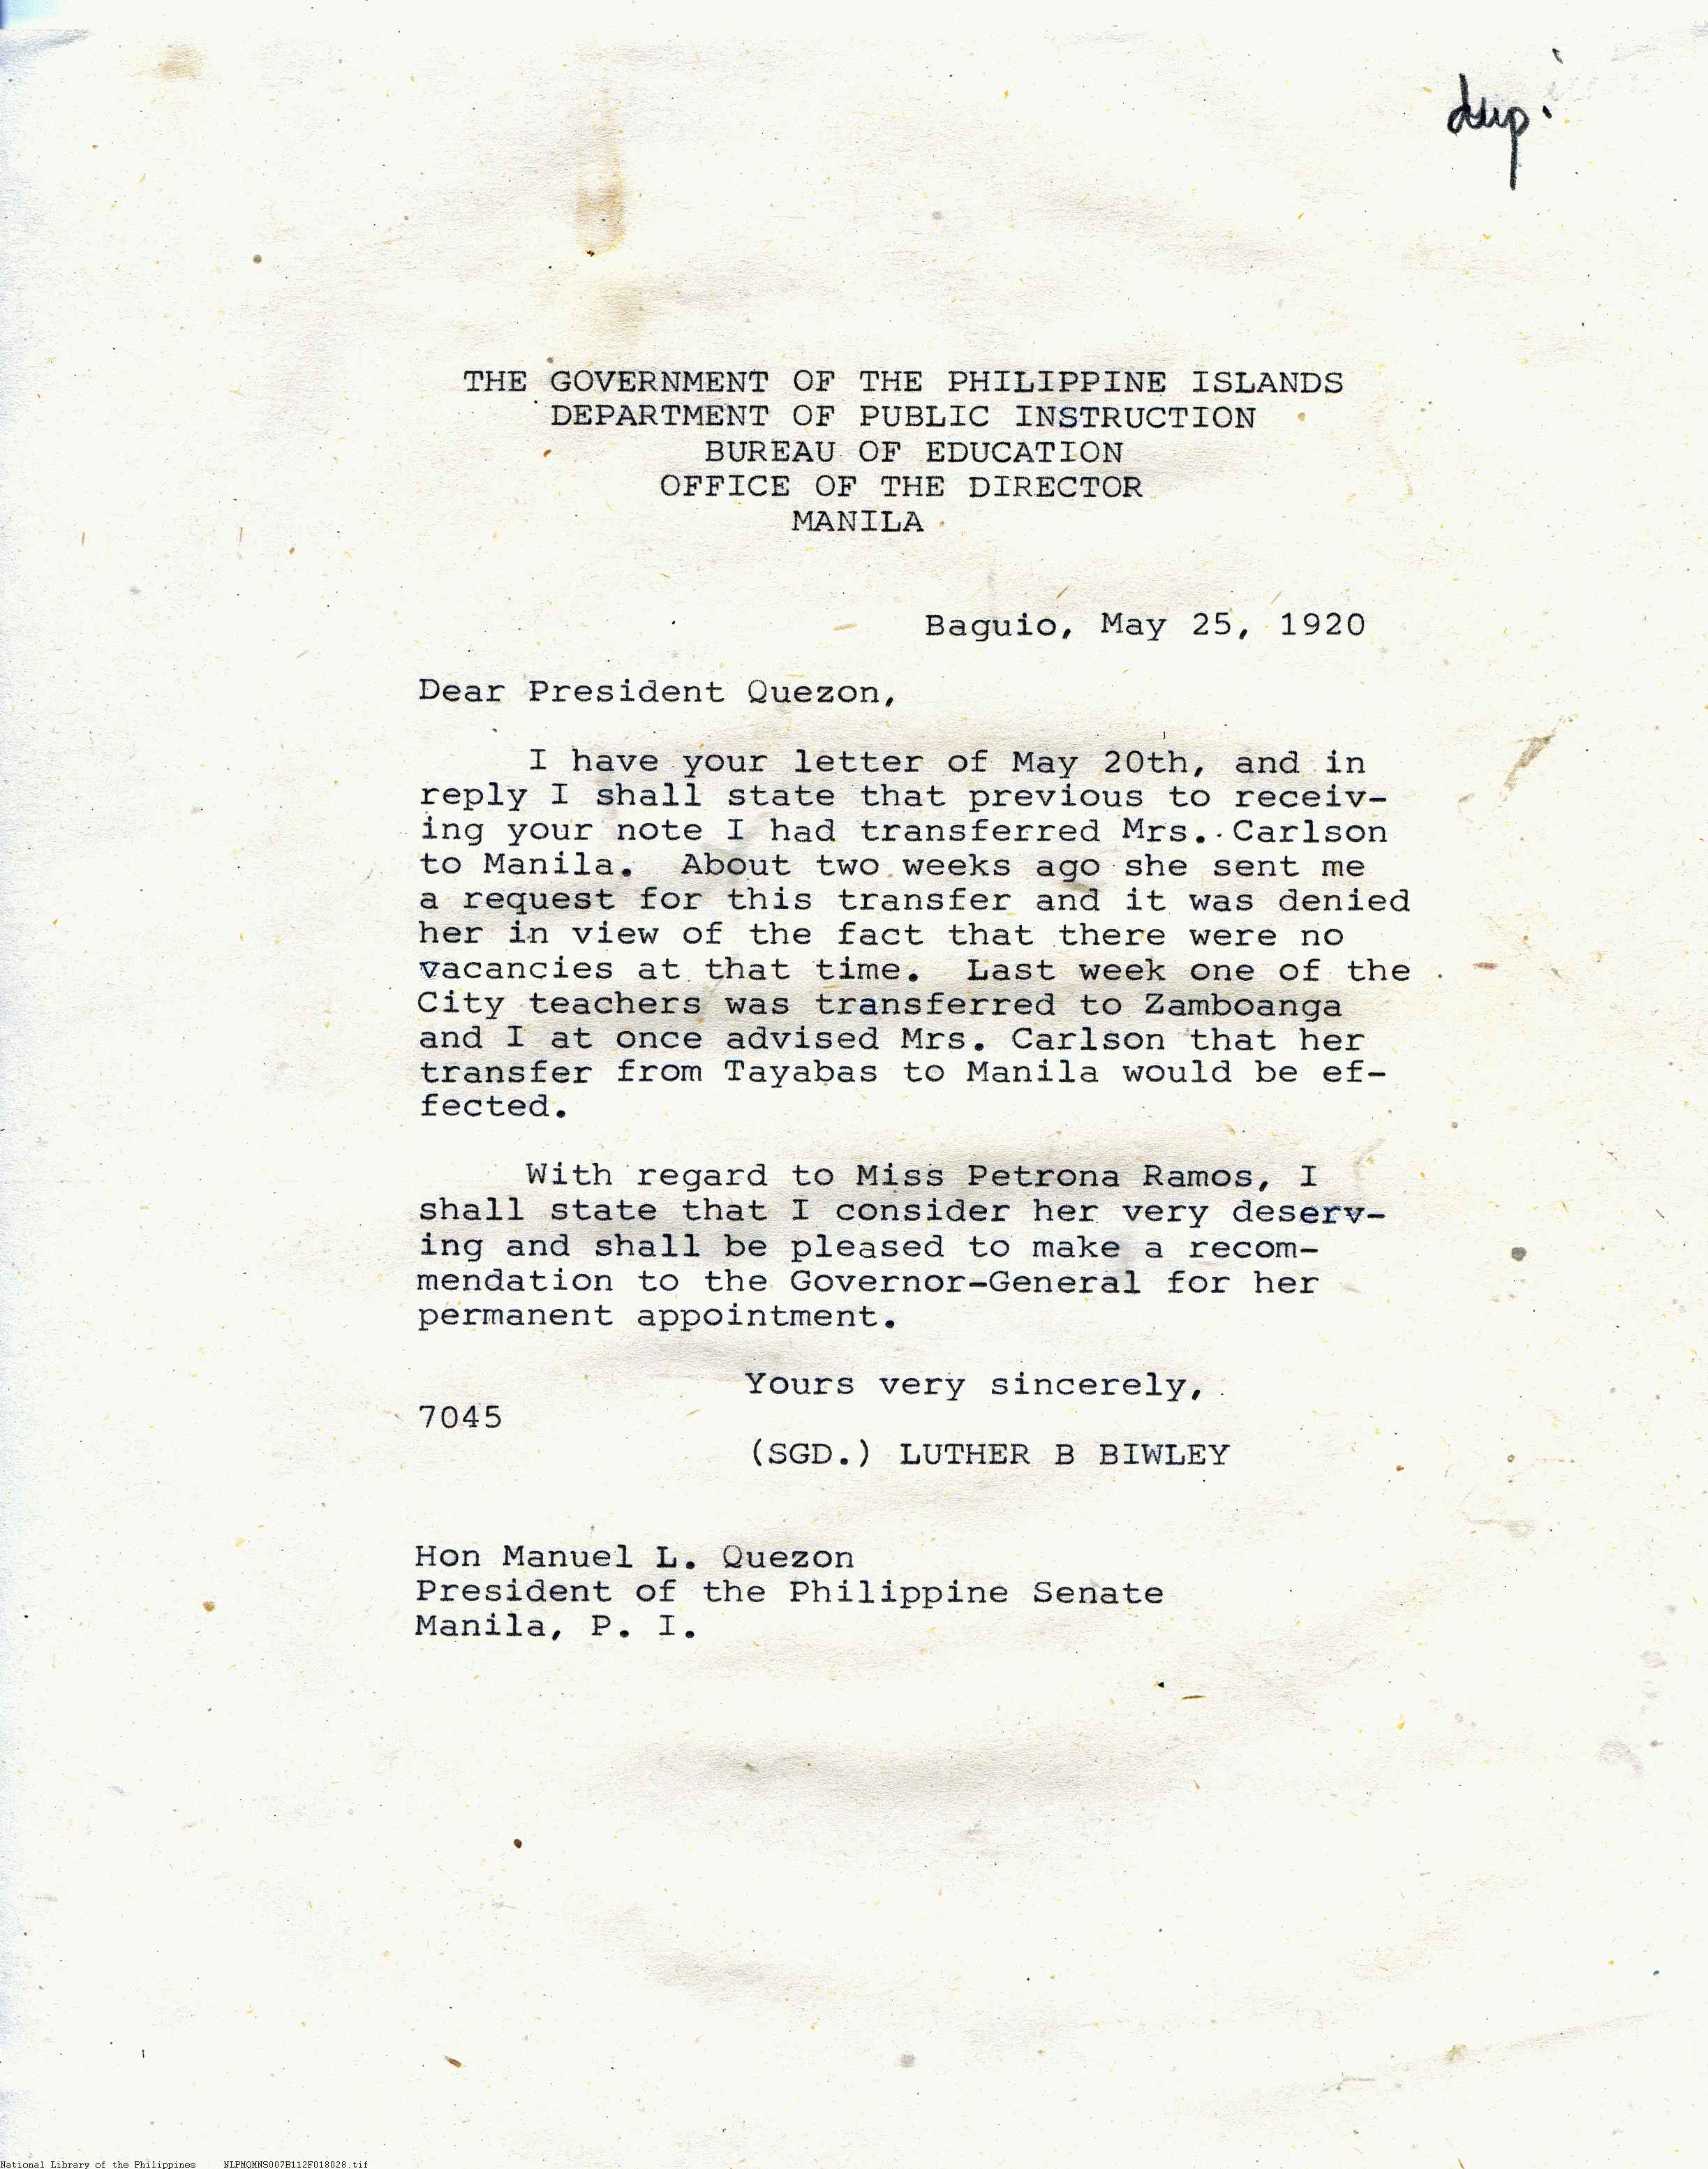 dup.
THE GOVERNMENT OF THE PHILIPPINE ISLANDS
DEPARTMENT OF PUBLIC INSTRUCTION
BUREAU OF EDUCATION
OFFICE OF THE DIRECTOR
MANILA
Baguio, May 25, 1920
Dear President Quezon,
I have your letter of May 20th, and in
reply I shall state that previous to receiv-
ing your note I had transferred Mrs. Carlson
to Manila. About two weeks ago she sent me
a request for this transfer and it was denied
her in view of the fact that there were no
vacancies at that time. Last week one of the
City teachers was transferred to Zamboanga
and I at once advised Mrs. Carlson that her
transfer from Tayabas to Manila would be ef-
fected.
With regard to Miss Petrona Ramos, I
shall state that I consider her very deserv-
ing and shall be pleased to make a recom-
mendation to the Governor-General for her
permanent appointment.
Yours very sincerely,
7045
(SGD.) LUTHER B BIWLEY
Hon Manuel L. Quezon
President of the Philippine Senate
Manila, P. I.
National Library of the Philippines NLPMQMNS007B112F018028.tif